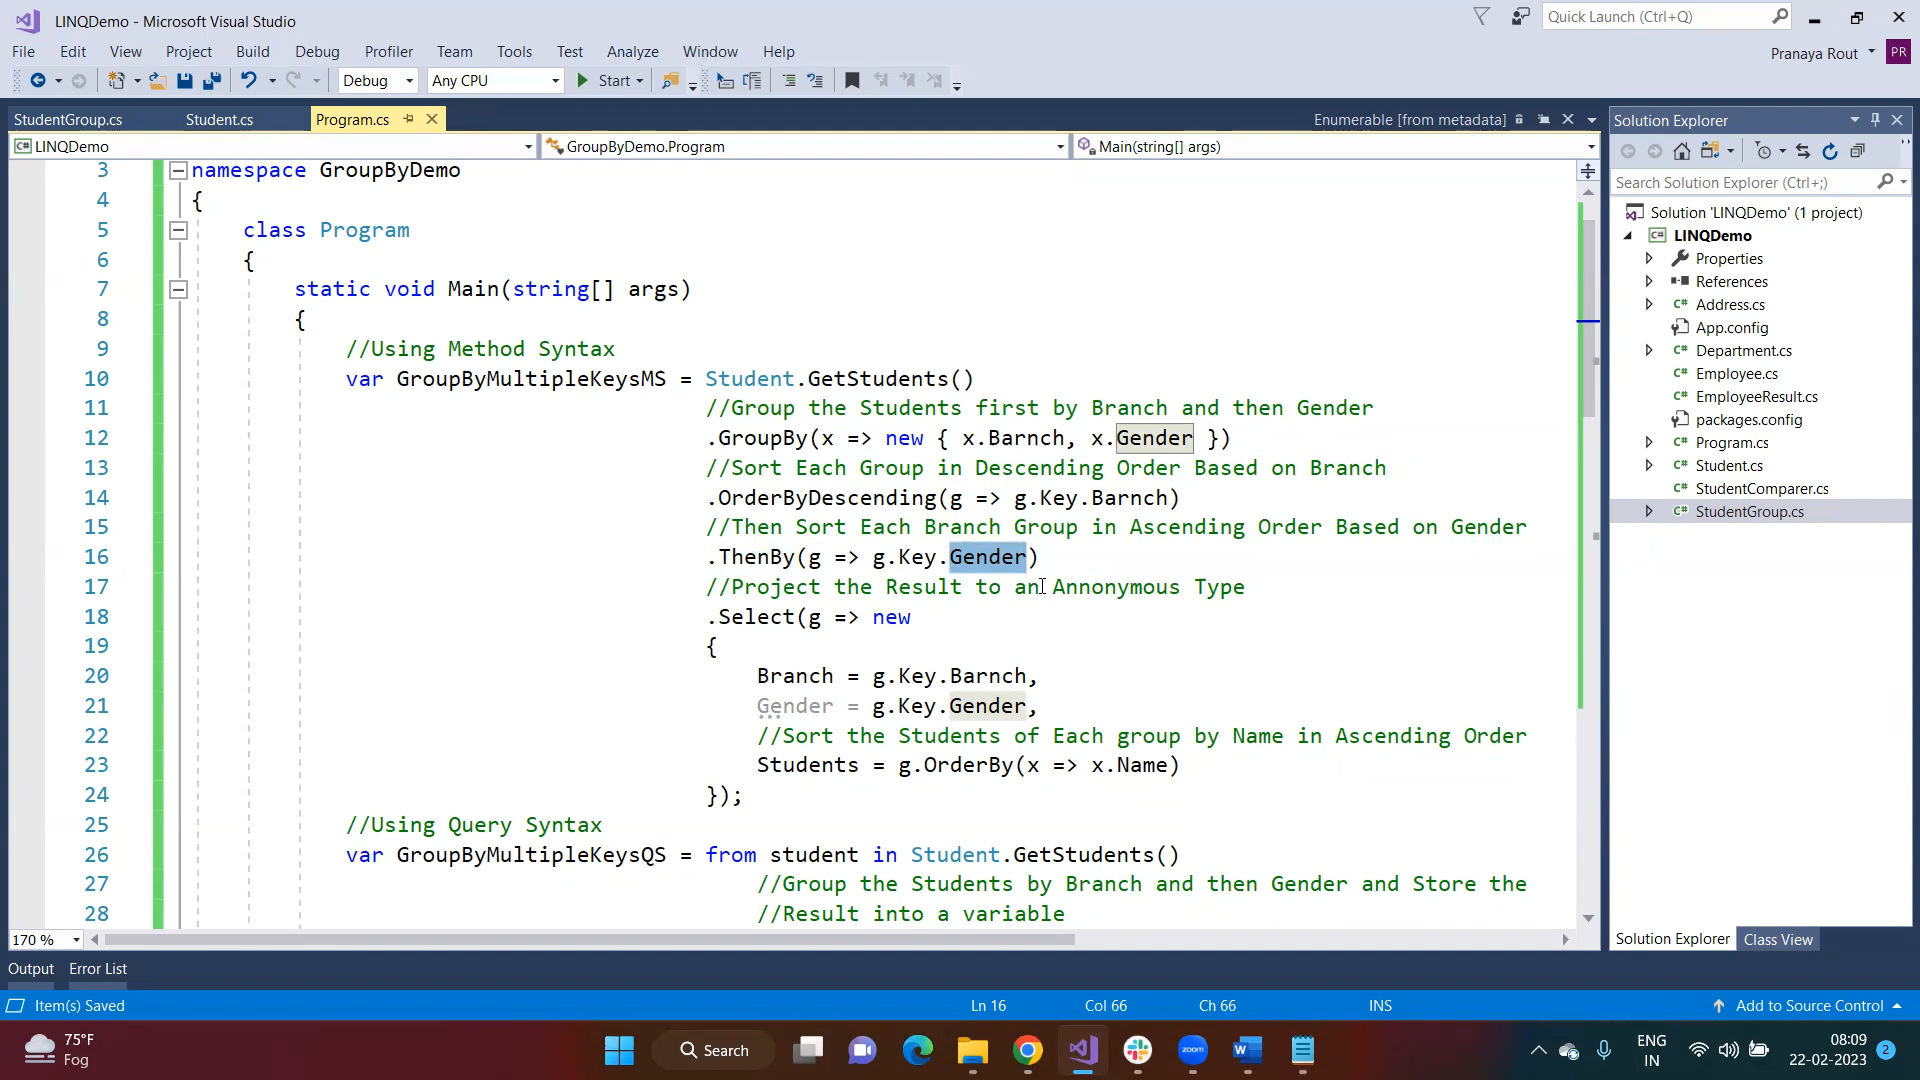 LINQDemo - Microsoft Visual Studio
Quick Launch (Ctrl+Q)
File Edit View Project Build Debug Profiler Team Tools Test Analyze Window Help
Pranaya Rout PR
Debug Any CPU Start
StudentGroup.cs Student.cs Program.cs Enumerable [from metadata]
LINQDemo GroupByDemo.Program Main(string[] args)
3 namespace GroupByDemo
4 {
5 class Program
6 {
7 static void Main(string[] args)
8 {
9 //Using Method Syntax
10 var GroupByMultipleKeysMS = Student.GetStudents()
11 //Group the Students first by Branch and then Gender
12 .GroupBy(x => new { x.Barnch, x.Gender })
13 //Sort Each Group in Descending Order Based on Branch
14 .OrderByDescending(g => g.Key.Barnch)
15 //Then Sort Each Branch Group in Ascending Order Based on Gender
16 .ThenBy(g => g.Key.Gender)
17 //Project the Result to an Annonymous Type
18 .Select(g => new
19 {
20 Branch = g.Key.Barnch,
21 Gender = g.Key.Gender,
22 //Sort the Students of Each group by Name in Ascending Order
23 Students = g.OrderBy(x => x.Name)
24 });
25 //Using Query Syntax
26 var GroupByMultipleKeysQS = from student in Student.GetStudents()
27 //Group the Students by Branch and then Gender and Store the
28 //Result into a variable
170 %
Solution Explorer
Search Solution Explorer (Ctrl+;)
Solution 'LINQDemo' (1 project)
LINQDemo
Properties
References
Address.cs
App.config
Department.cs
Employee.cs
EmployeeResult.cs
packages.config
Program.cs
Student.cs
StudentComparer.cs
StudentGroup.cs
Solution Explorer Class View
Output Error List
Item(s) Saved Ln 16 Col 66 Ch 66 INS Add to Source Control
75°F
Fog
Search
zoom
ENG
IN
08:09
22-02-2023
2